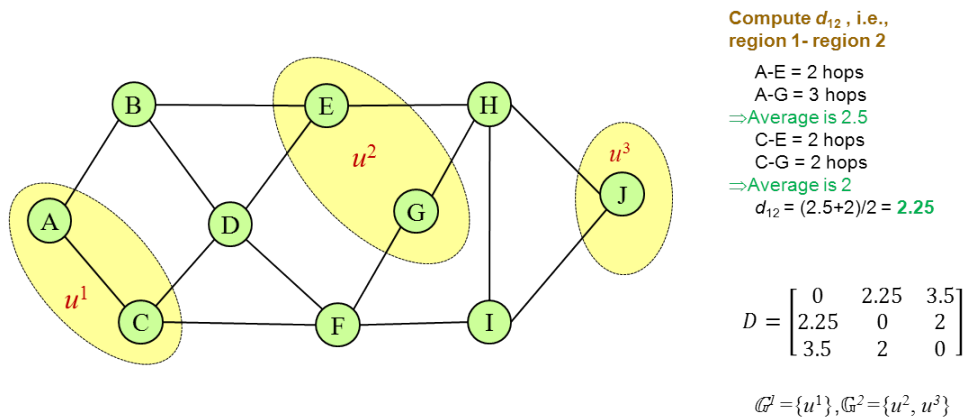 B
E
H
A
D
G
J
C
F
I
u¹
u²
u³
Compute d₁₂ , i.e.,
region 1- region 2
A-E = 2 hops
A-G = 3 hops
⇒Average is 2.5
C-E = 2 hops
C-G = 2 hops
⇒Average is 2
d₁₂ = (2.5+2)/2 = 2.25
D = [0 2.25 3.5
2.25 0 2
3.5 2 0]
𝔾¹={u¹}, 𝔾²={u², u³}